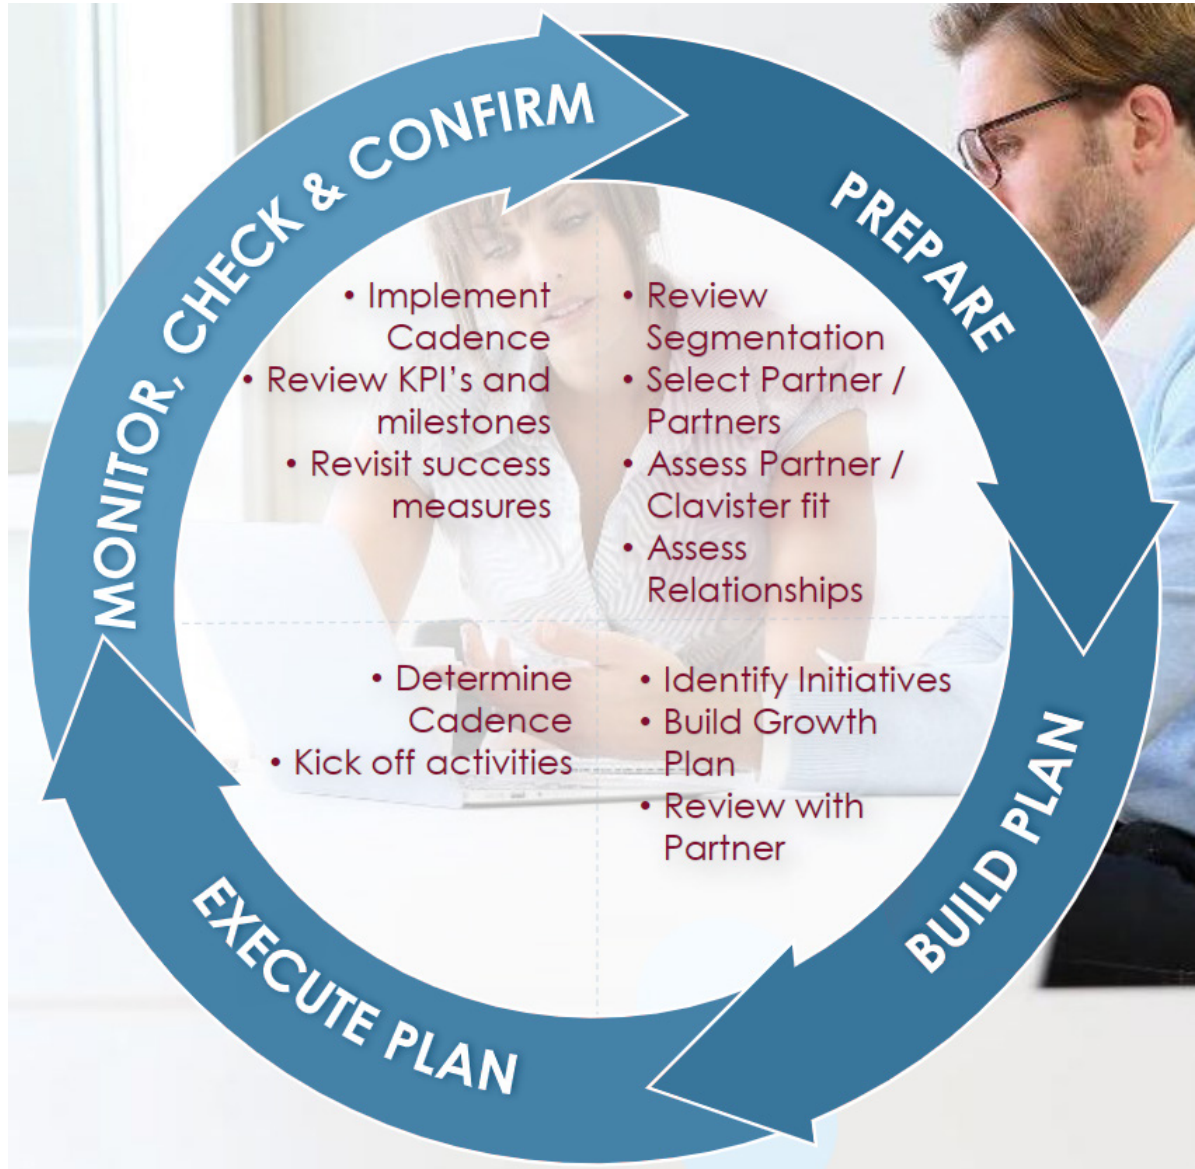 MONITOR, CHECK & CONFIRM
PREPARE
• Implement
Cadence
• Review KPI's and
milestones
• Revisit success
measures
• Review
Segmentation
• Select Partner /
Partners
• Assess Partner /
Clavister fit
• Assess
Relationships
• Determine
Cadence
• Kick off activities
• Identify Initiatives
• Build Growth
Plan
• Review with
Partner
BUILD PLAN
EXECUTE PLAN